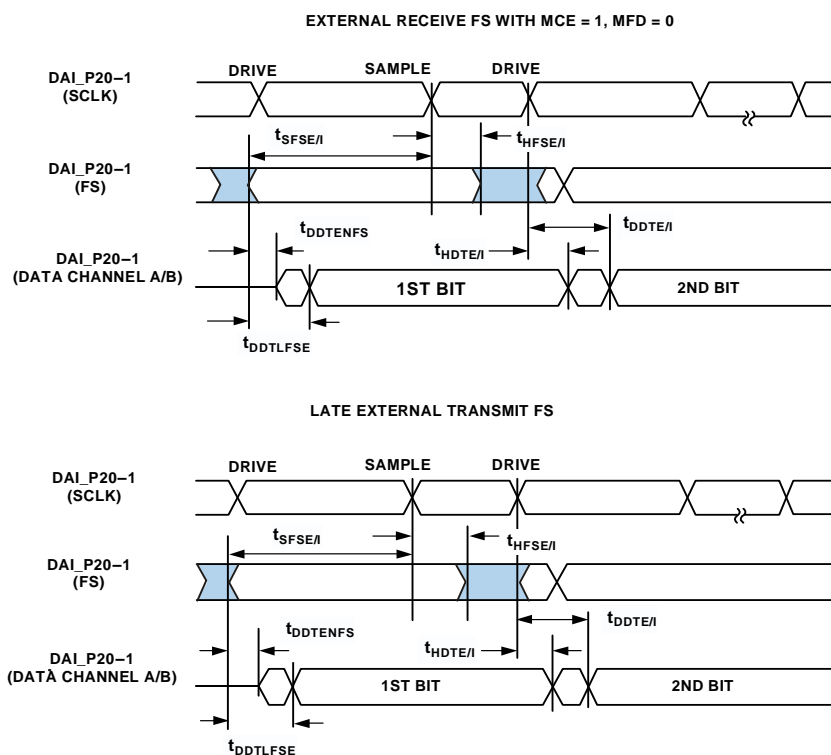 EXTERNAL RECEIVE FS WITH MCE = 1, MFD = 0
DAI_P20–1
(SCLK)
DRIVE
SAMPLE
DRIVE
tSFSE/I
tHFSE/I
DAI_P20–1
(FS)
tDDTENFS
tHDTE/I
tDDTE/I
DAI_P20–1
(DATA CHANNEL A/B)
1ST BIT
2ND BIT
tDDTLFSE
LATE EXTERNAL TRANSMIT FS
DAI_P20–1
(SCLK)
DRIVE
SAMPLE
DRIVE
tSFSE/I
tHFSE/I
DAI_P20–1
(FS)
tDDTENFS
tHDTE/I
tDDTE/I
DAI_P20–1
(DATA CHANNEL A/B)
1ST BIT
2ND BIT
tDDTLFSE